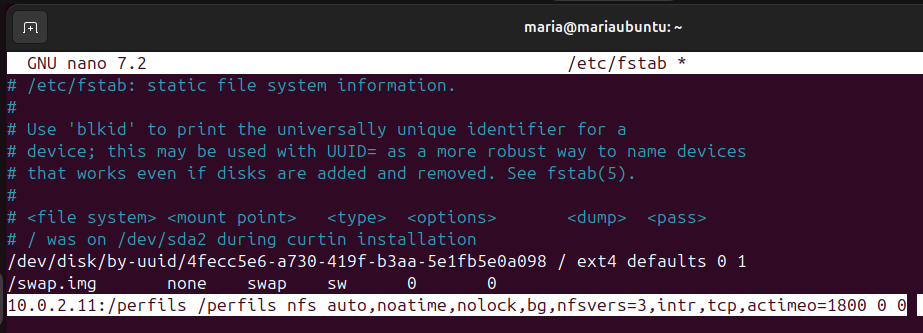 maria@mariaubuntu: ~
GNU nano 7.2 /etc/fstab *
# /etc/fstab: static file system information.
#
# Use 'blkid' to print the universally unique identifier for a
# device; this may be used with UUID= as a more robust way to name devices
# that works even if disks are added and removed. See fstab(5).
#
# <file system> <mount point>   <type>  <options>       <dump>  <pass>
# / was on /dev/sda2 during curtin installation
/dev/disk/by-uuid/4fecc5e6-a730-419f-b3aa-5e1fb5e0a098 / ext4 defaults 0 1
/swap.img       none    swap    sw      0       0
10.0.2.11:/perfils /perfils nfs auto,noatime,nolock,bg,nfsvers=3,intr,tcp,actimeo=1800 0 0